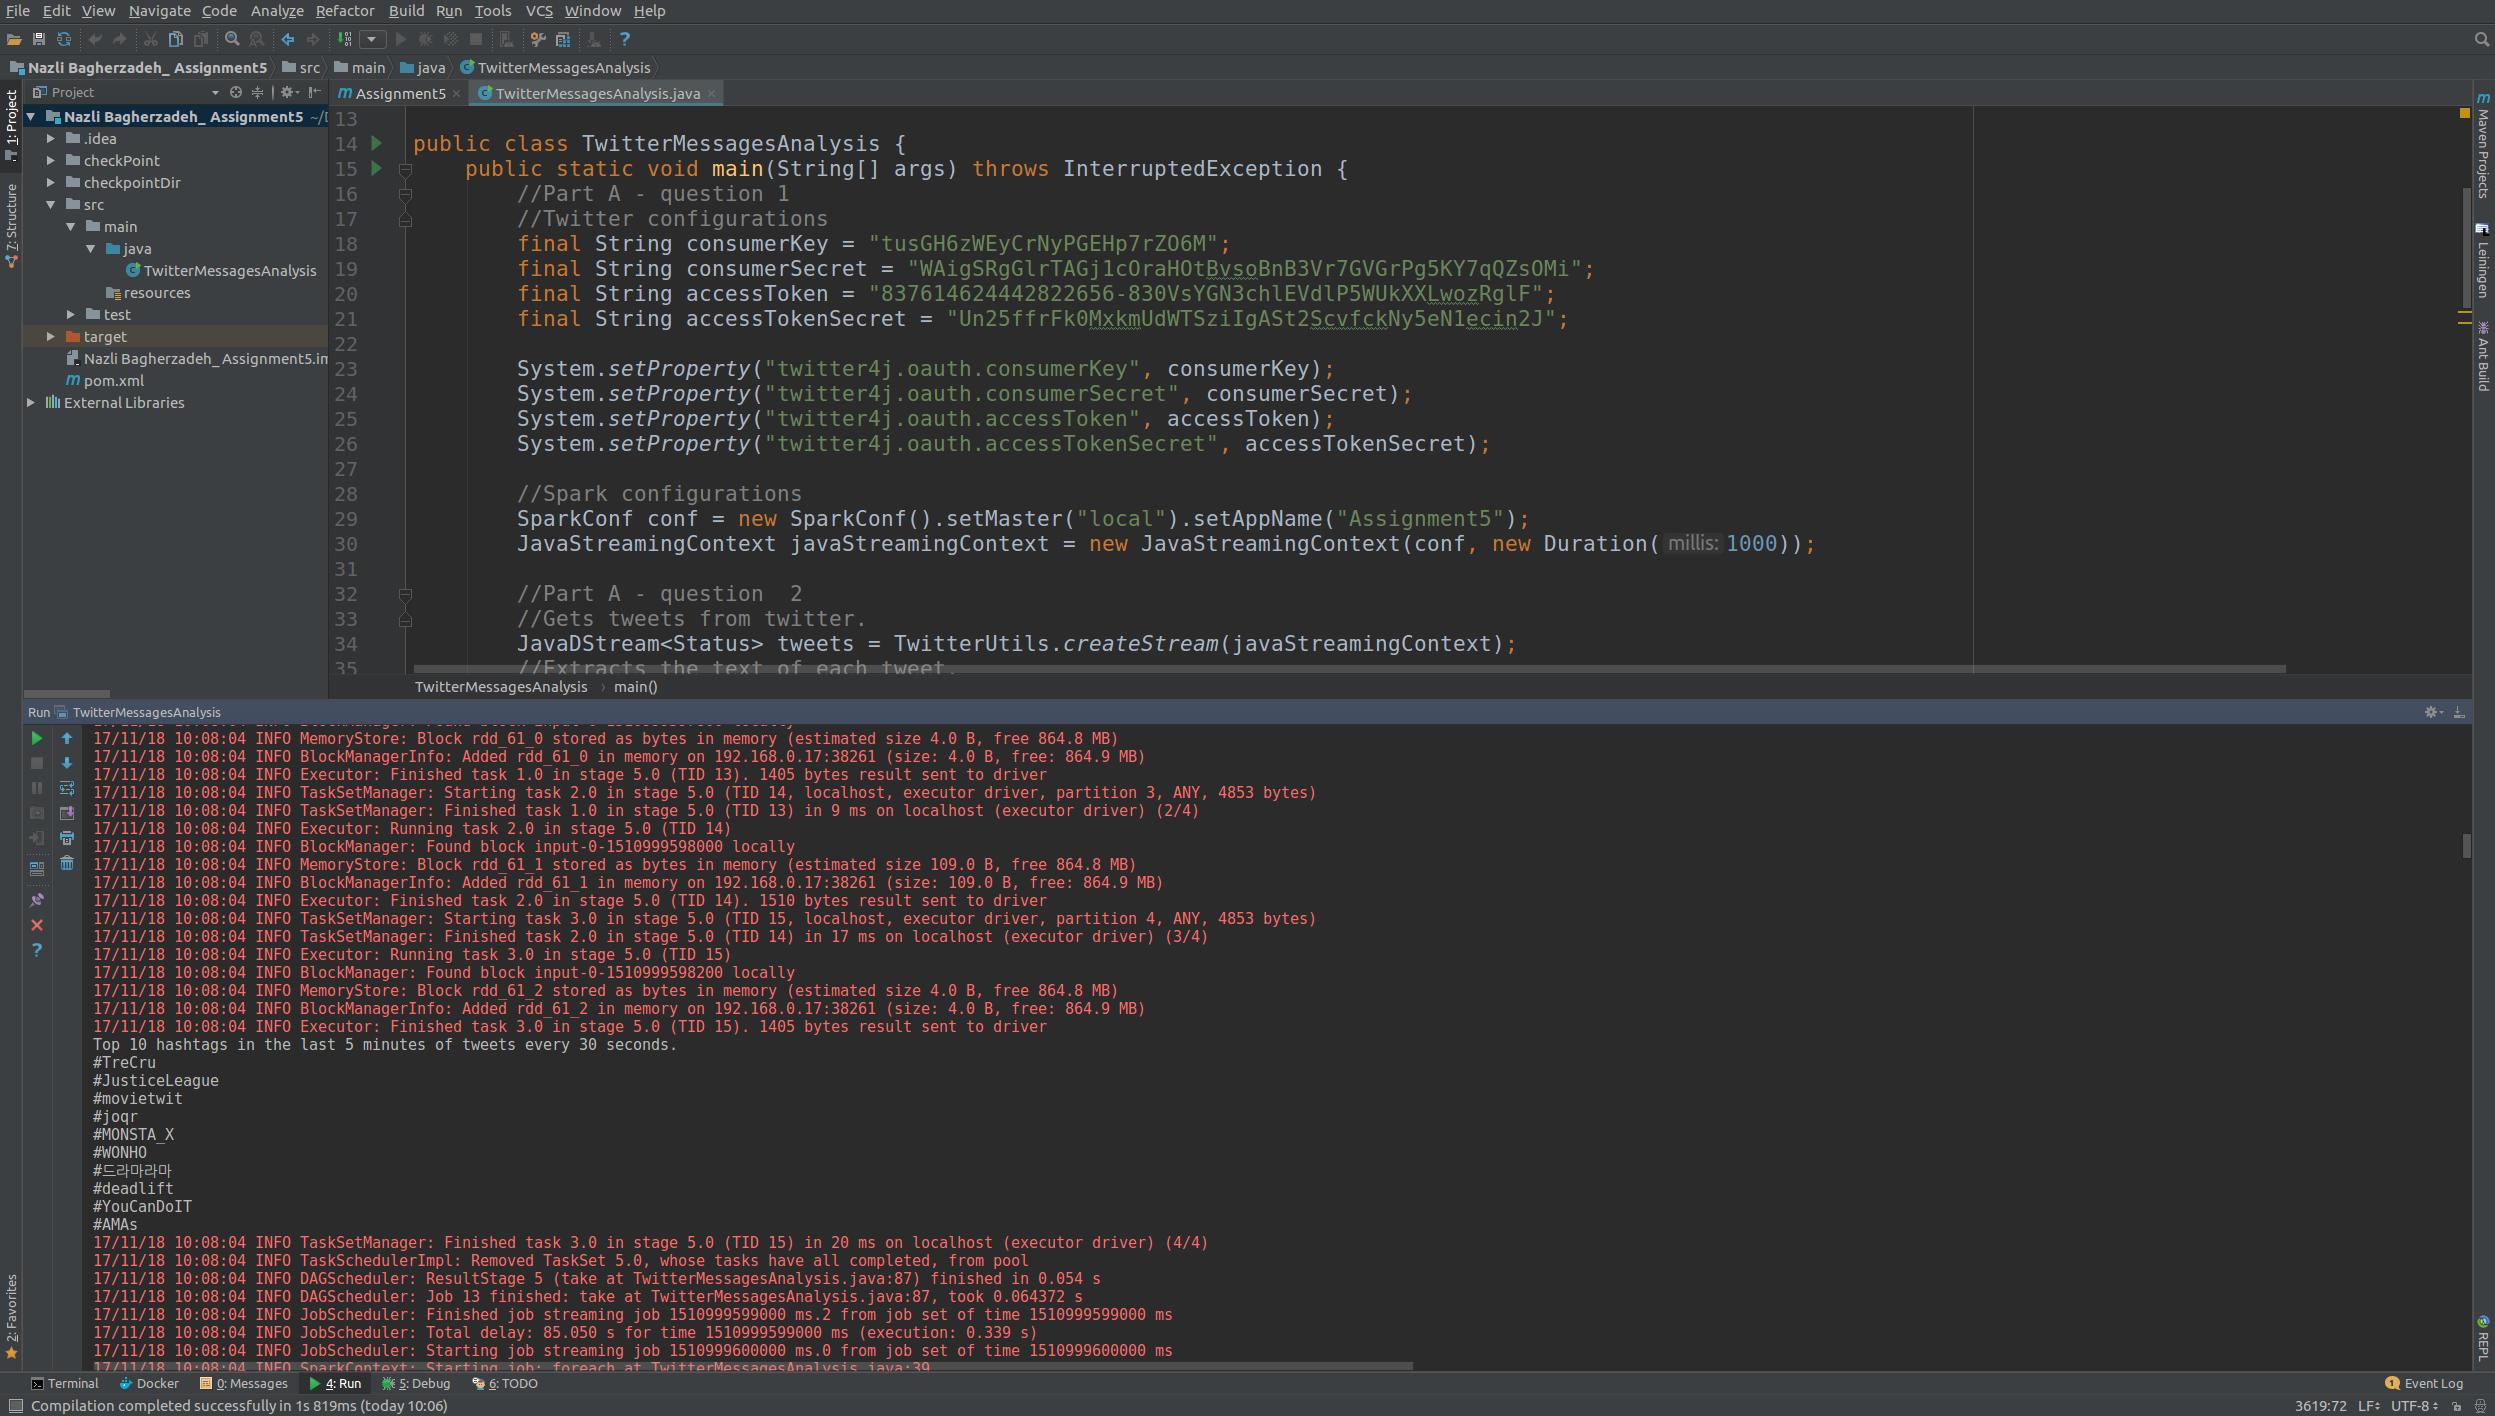 File Edit View Navigate Code Analyze Refactor Build Run Tools VCS Window Help
Nazli Bagherzadeh_ Assignment5 src main java TwitterMessagesAnalysis
1: Project
7: Structure
2: Favorites
Project
Nazli Bagherzadeh_ Assignment5
.idea
checkPoint
checkpointDir
src
main
java
TwitterMessagesAnalysis
resources
test
target
Nazli Bagherzadeh_Assignment5.im
pom.xml
External Libraries
Assignment5 TwitterMessagesAnalysis.java
13
14 public class TwitterMessagesAnalysis {
15 public static void main(String[] args) throws InterruptedException {
16 //Part A - question 1
17 //Twitter configurations
18 final String consumerKey = "tusGH6zWEyCrNyPGEHp7rZO6M";
19 final String consumerSecret = "WAigSRgGlrTAGj1cOraHOtBvsoBnB3Vr7GVGrPg5KY7qQZsOMi";
20 final String accessToken = "837614624442822656-830VsYGN3chlEVdlP5WUkXXLwozRglF";
21 final String accessTokenSecret = "Un25ffrFk0MxkmUdWTSziIgASt2ScvfckNy5eN1ecin2J";
22
23 System.setProperty("twitter4j.oauth.consumerKey", consumerKey);
24 System.setProperty("twitter4j.oauth.consumerSecret", consumerSecret);
25 System.setProperty("twitter4j.oauth.accessToken", accessToken);
26 System.setProperty("twitter4j.oauth.accessTokenSecret", accessTokenSecret);
27
28 //Spark configurations
29 SparkConf conf = new SparkConf().setMaster("local").setAppName("Assignment5");
30 JavaStreamingContext javaStreamingContext = new JavaStreamingContext(conf, new Duration( millis: 1000));
31
32 //Part A - question  2
33 //Gets tweets from twitter.
34 JavaDStream<Status> tweets = TwitterUtils.createStream(javaStreamingContext);
35 //Extracts the text of each tweet.
TwitterMessagesAnalysis main()
Maven Projects
Leiningen
Ant Build
REPL
Run TwitterMessagesAnalysis
17/11/18 10:08:04 INFO MemoryStore: Block rdd_61_0 stored as bytes in memory (estimated size 4.0 B, free 864.8 MB)
17/11/18 10:08:04 INFO BlockManagerInfo: Added rdd_61_0 in memory on 192.168.0.17:38261 (size: 4.0 B, free: 864.9 MB)
17/11/18 10:08:04 INFO Executor: Finished task 1.0 in stage 5.0 (TID 13). 1405 bytes result sent to driver
17/11/18 10:08:04 INFO TaskSetManager: Starting task 2.0 in stage 5.0 (TID 14, localhost, executor driver, partition 3, ANY, 4853 bytes)
17/11/18 10:08:04 INFO TaskSetManager: Finished task 1.0 in stage 5.0 (TID 13) in 9 ms on localhost (executor driver) (2/4)
17/11/18 10:08:04 INFO Executor: Running task 2.0 in stage 5.0 (TID 14)
17/11/18 10:08:04 INFO BlockManager: Found block input-0-1510999598000 locally
17/11/18 10:08:04 INFO MemoryStore: Block rdd_61_1 stored as bytes in memory (estimated size 109.0 B, free 864.8 MB)
17/11/18 10:08:04 INFO BlockManagerInfo: Added rdd_61_1 in memory on 192.168.0.17:38261 (size: 109.0 B, free: 864.9 MB)
17/11/18 10:08:04 INFO Executor: Finished task 2.0 in stage 5.0 (TID 14). 1510 bytes result sent to driver
17/11/18 10:08:04 INFO TaskSetManager: Starting task 3.0 in stage 5.0 (TID 15, localhost, executor driver, partition 4, ANY, 4853 bytes)
17/11/18 10:08:04 INFO TaskSetManager: Finished task 2.0 in stage 5.0 (TID 14) in 17 ms on localhost (executor driver) (3/4)
17/11/18 10:08:04 INFO Executor: Running task 3.0 in stage 5.0 (TID 15)
17/11/18 10:08:04 INFO BlockManager: Found block input-0-1510999598200 locally
17/11/18 10:08:04 INFO MemoryStore: Block rdd_61_2 stored as bytes in memory (estimated size 4.0 B, free 864.8 MB)
17/11/18 10:08:04 INFO BlockManagerInfo: Added rdd_61_2 in memory on 192.168.0.17:38261 (size: 4.0 B, free: 864.9 MB)
17/11/18 10:08:04 INFO Executor: Finished task 3.0 in stage 5.0 (TID 15). 1405 bytes result sent to driver
Top 10 hashtags in the last 5 minutes of tweets every 30 seconds.
#TreCru
#JusticeLeague
#movietwit
#joqr
#MONSTA_X
#WONHO
#드라마라마
#deadlift
#YouCanDoIT
#AMAs
17/11/18 10:08:04 INFO TaskSetManager: Finished task 3.0 in stage 5.0 (TID 15) in 20 ms on localhost (executor driver) (4/4)
17/11/18 10:08:04 INFO TaskSchedulerImpl: Removed TaskSet 5.0, whose tasks have all completed, from pool
17/11/18 10:08:04 INFO DAGScheduler: ResultStage 5 (take at TwitterMessagesAnalysis.java:87) finished in 0.054 s
17/11/18 10:08:04 INFO DAGScheduler: Job 13 finished: take at TwitterMessagesAnalysis.java:87, took 0.064372 s
17/11/18 10:08:04 INFO JobScheduler: Finished job streaming job 1510999599000 ms.2 from job set of time 1510999599000 ms
17/11/18 10:08:04 INFO JobScheduler: Total delay: 85.050 s for time 1510999599000 ms (execution: 0.339 s)
17/11/18 10:08:04 INFO JobScheduler: Starting job streaming job 1510999600000 ms.0 from job set of time 1510999600000 ms
17/11/18 10:08:04 INFO SparkContext: Starting job: foreach at TwitterMessagesAnalysis.java:39
Terminal Docker 0: Messages 4: Run 5: Debug 6: TODO 1 Event Log
Compilation completed successfully in 1s 819ms (today 10:06) 3619:72 LF UTF-8